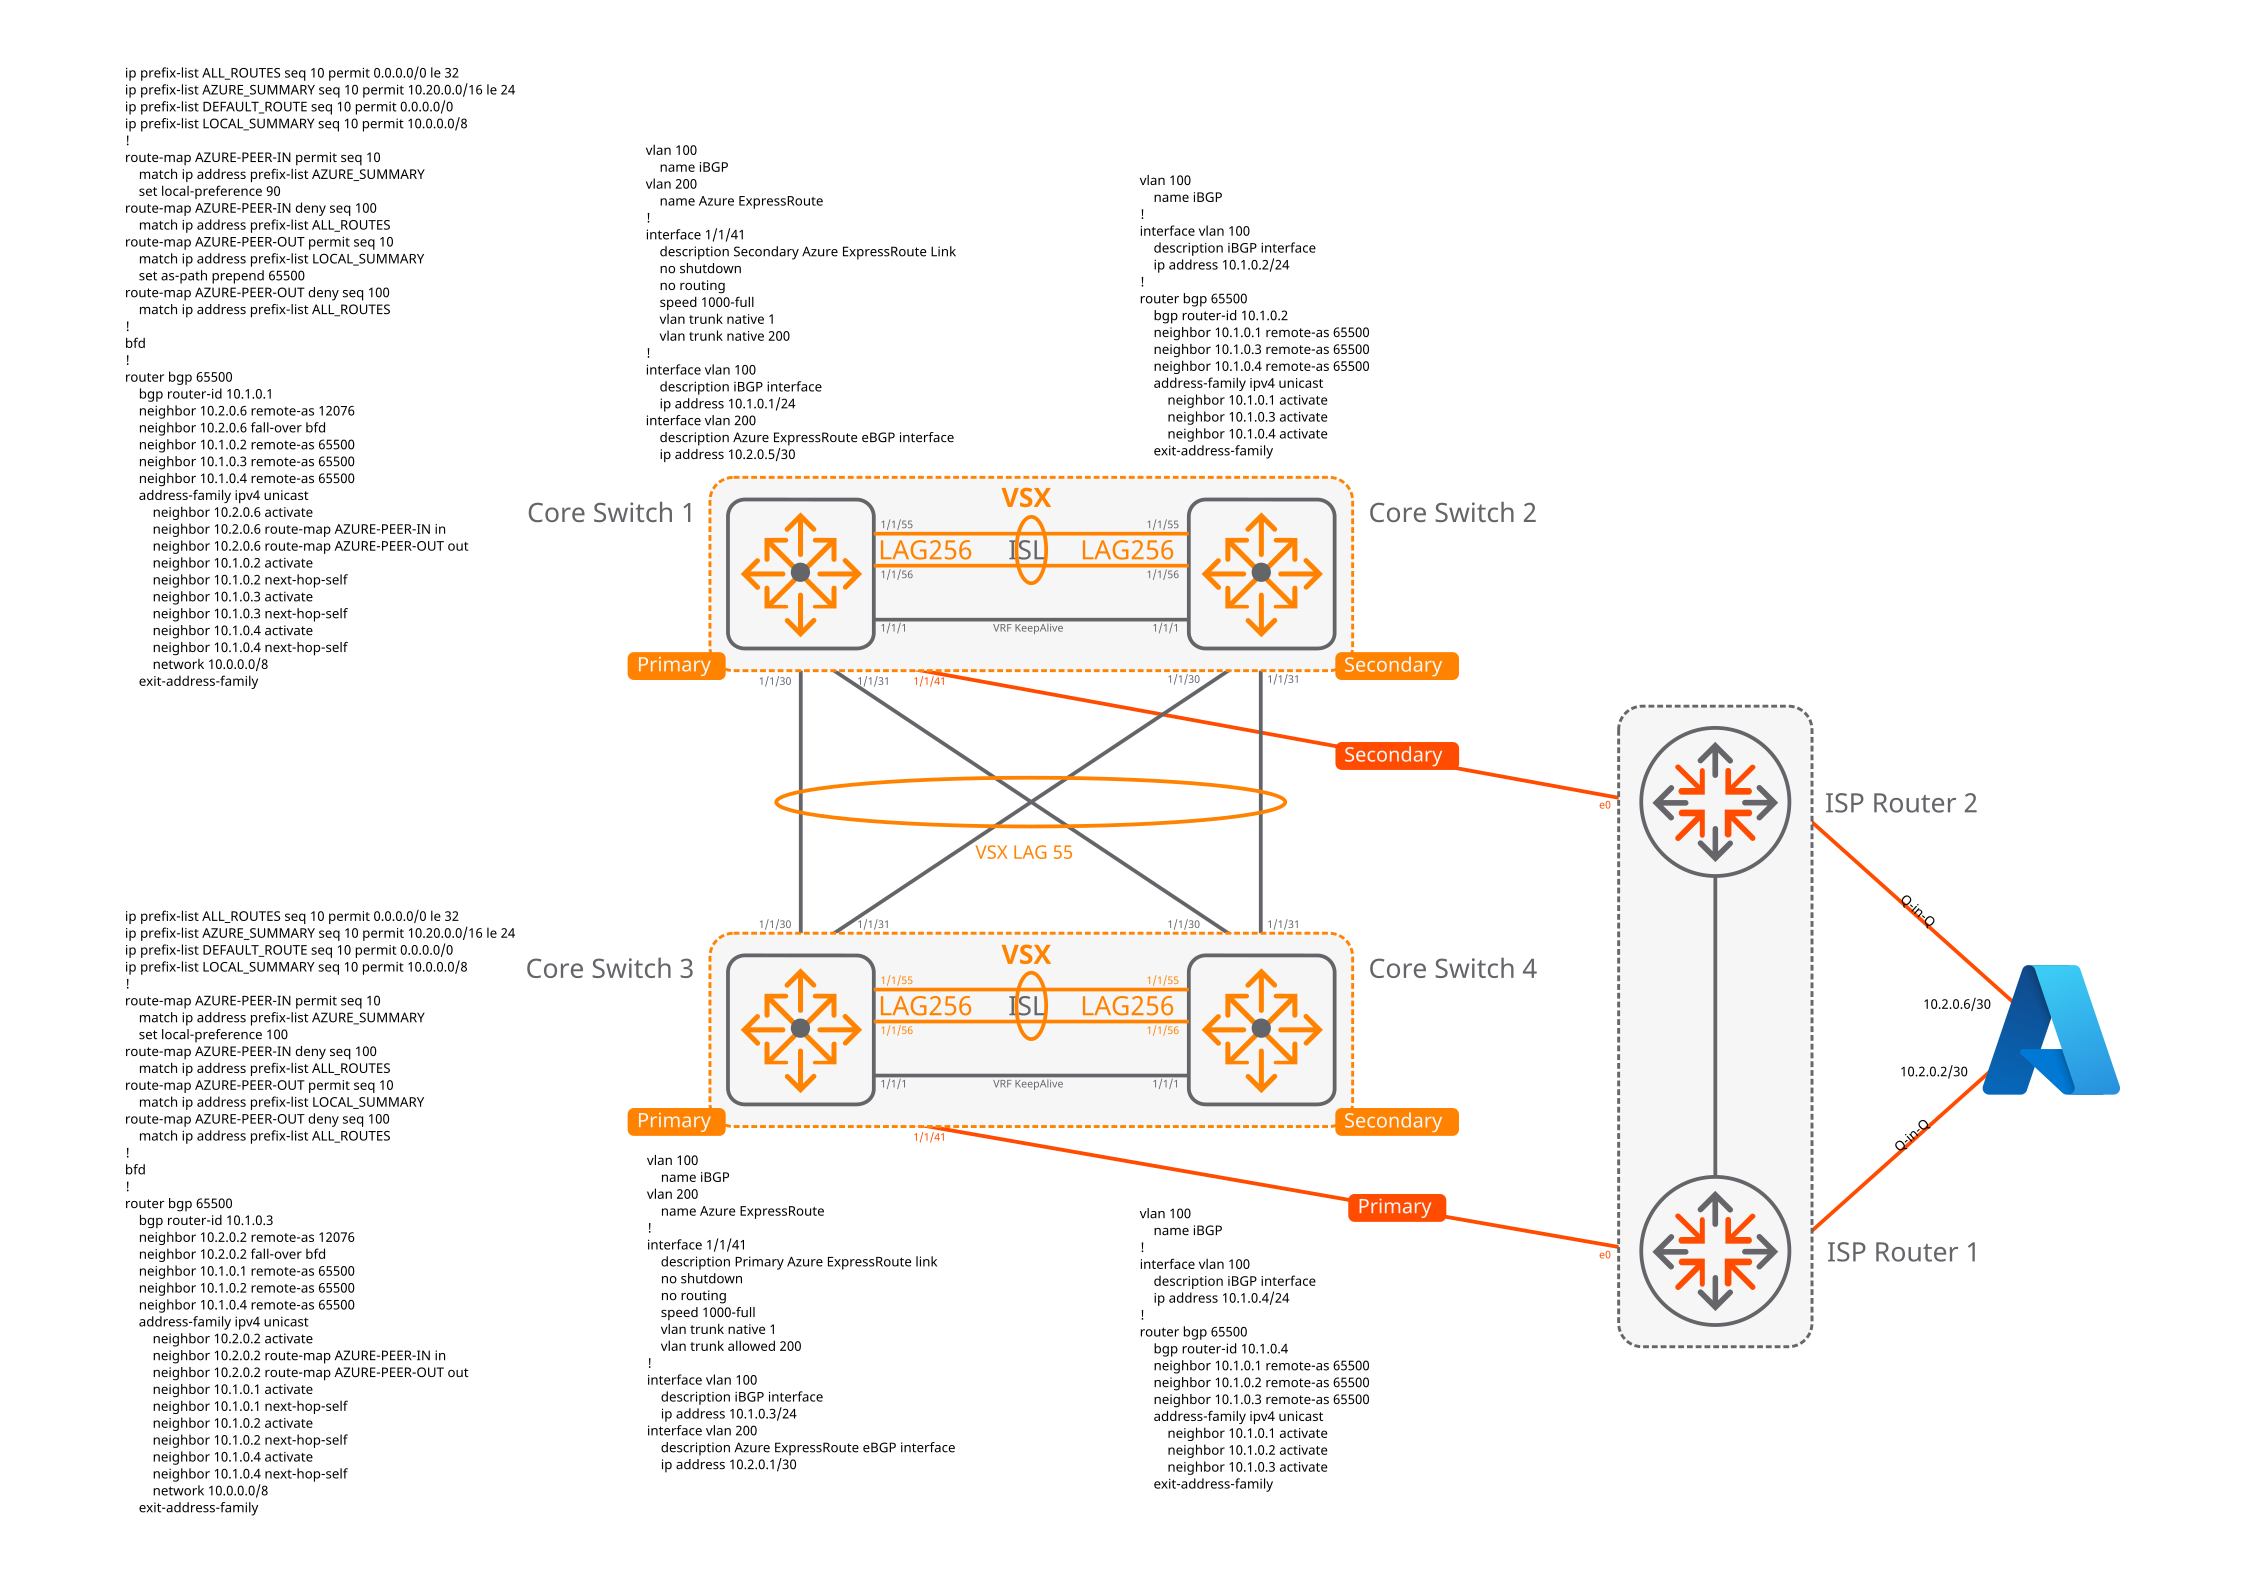 ip prefix-list ALL_ROUTES seq 10 permit 0.0.0.0/0 le 32
ip prefix-list AZURE_SUMMARY seq 10 permit 10.20.0.0/16 le 24
ip prefix-list DEFAULT_ROUTE seq 10 permit 0.0.0.0/0
ip prefix-list LOCAL_SUMMARY seq 10 permit 10.0.0.0/8
!
route-map AZURE-PEER-IN permit seq 10
match ip address prefix-list AZURE_SUMMARY
set local-preference 90
route-map AZURE-PEER-IN deny seq 100
match ip address prefix-list ALL_ROUTES
route-map AZURE-PEER-OUT permit seq 10
match ip address prefix-list LOCAL_SUMMARY
set as-path prepend 65500
route-map AZURE-PEER-OUT deny seq 100
match ip address prefix-list ALL_ROUTES
!
bfd
!
router bgp 65500
bgp router-id 10.1.0.1
neighbor 10.2.0.6 remote-as 12076
neighbor 10.2.0.6 fall-over bfd
neighbor 10.1.0.2 remote-as 65500
neighbor 10.1.0.3 remote-as 65500
neighbor 10.1.0.4 remote-as 65500
address-family ipv4 unicast
neighbor 10.2.0.6 activate
neighbor 10.2.0.6 route-map AZURE-PEER-IN in
neighbor 10.2.0.6 route-map AZURE-PEER-OUT out
neighbor 10.1.0.2 activate
neighbor 10.1.0.2 next-hop-self
neighbor 10.1.0.3 activate
neighbor 10.1.0.3 next-hop-self
neighbor 10.1.0.4 activate
neighbor 10.1.0.4 next-hop-self
network 10.0.0.0/8
exit-address-family
vlan 100
name iBGP
vlan 200
name Azure ExpressRoute
!
interface 1/1/41
description Secondary Azure ExpressRoute Link
no shutdown
no routing
speed 1000-full
vlan trunk native 1
vlan trunk native 200
!
interface vlan 100
description iBGP interface
ip address 10.1.0.1/24
interface vlan 200
description Azure ExpressRoute eBGP interface
ip address 10.2.0.5/30
vlan 100
name iBGP
!
interface vlan 100
description iBGP interface
ip address 10.1.0.2/24
!
router bgp 65500
bgp router-id 10.1.0.2
neighbor 10.1.0.1 remote-as 65500
neighbor 10.1.0.3 remote-as 65500
neighbor 10.1.0.4 remote-as 65500
address-family ipv4 unicast
neighbor 10.1.0.1 activate
neighbor 10.1.0.3 activate
neighbor 10.1.0.4 activate
exit-address-family
Core Switch 1
VSX
Core Switch 2
1/1/55
1/1/55
LAG256
ISL
LAG256
1/1/56
1/1/56
1/1/1
VRF KeepAlive
1/1/1
Primary
Secondary
1/1/30
1/1/31
1/1/41
1/1/30
1/1/31
Secondary
e0
ISP Router 2
VSX LAG 55
Q-in-Q
10.2.0.6/30
10.2.0.2/30
Q-in-Q
1/1/30
1/1/31
1/1/30
1/1/31
Core Switch 3
VSX
Core Switch 4
1/1/55
1/1/55
LAG256
ISL
LAG256
1/1/56
1/1/56
1/1/1
VRF KeepAlive
1/1/1
Primary
Secondary
1/1/41
Primary
e0
ISP Router 1
ip prefix-list ALL_ROUTES seq 10 permit 0.0.0.0/0 le 32
ip prefix-list AZURE_SUMMARY seq 10 permit 10.20.0.0/16 le 24
ip prefix-list DEFAULT_ROUTE seq 10 permit 0.0.0.0/0
ip prefix-list LOCAL_SUMMARY seq 10 permit 10.0.0.0/8
!
route-map AZURE-PEER-IN permit seq 10
match ip address prefix-list AZURE_SUMMARY
set local-preference 100
route-map AZURE-PEER-IN deny seq 100
match ip address prefix-list ALL_ROUTES
route-map AZURE-PEER-OUT permit seq 10
match ip address prefix-list LOCAL_SUMMARY
route-map AZURE-PEER-OUT deny seq 100
match ip address prefix-list ALL_ROUTES
!
bfd
!
router bgp 65500
bgp router-id 10.1.0.3
neighbor 10.2.0.2 remote-as 12076
neighbor 10.2.0.2 fall-over bfd
neighbor 10.1.0.1 remote-as 65500
neighbor 10.1.0.2 remote-as 65500
neighbor 10.1.0.4 remote-as 65500
address-family ipv4 unicast
neighbor 10.2.0.2 activate
neighbor 10.2.0.2 route-map AZURE-PEER-IN in
neighbor 10.2.0.2 route-map AZURE-PEER-OUT out
neighbor 10.1.0.1 activate
neighbor 10.1.0.1 next-hop-self
neighbor 10.1.0.2 activate
neighbor 10.1.0.2 next-hop-self
neighbor 10.1.0.4 activate
neighbor 10.1.0.4 next-hop-self
network 10.0.0.0/8
exit-address-family
vlan 100
name iBGP
vlan 200
name Azure ExpressRoute
!
interface 1/1/41
description Primary Azure ExpressRoute link
no shutdown
no routing
speed 1000-full
vlan trunk native 1
vlan trunk allowed 200
!
interface vlan 100
description iBGP interface
ip address 10.1.0.3/24
interface vlan 200
description Azure ExpressRoute eBGP interface
ip address 10.2.0.1/30
vlan 100
name iBGP
!
interface vlan 100
description iBGP interface
ip address 10.1.0.4/24
!
router bgp 65500
bgp router-id 10.1.0.4
neighbor 10.1.0.1 remote-as 65500
neighbor 10.1.0.2 remote-as 65500
neighbor 10.1.0.3 remote-as 65500
address-family ipv4 unicast
neighbor 10.1.0.1 activate
neighbor 10.1.0.2 activate
neighbor 10.1.0.3 activate
exit-address-family